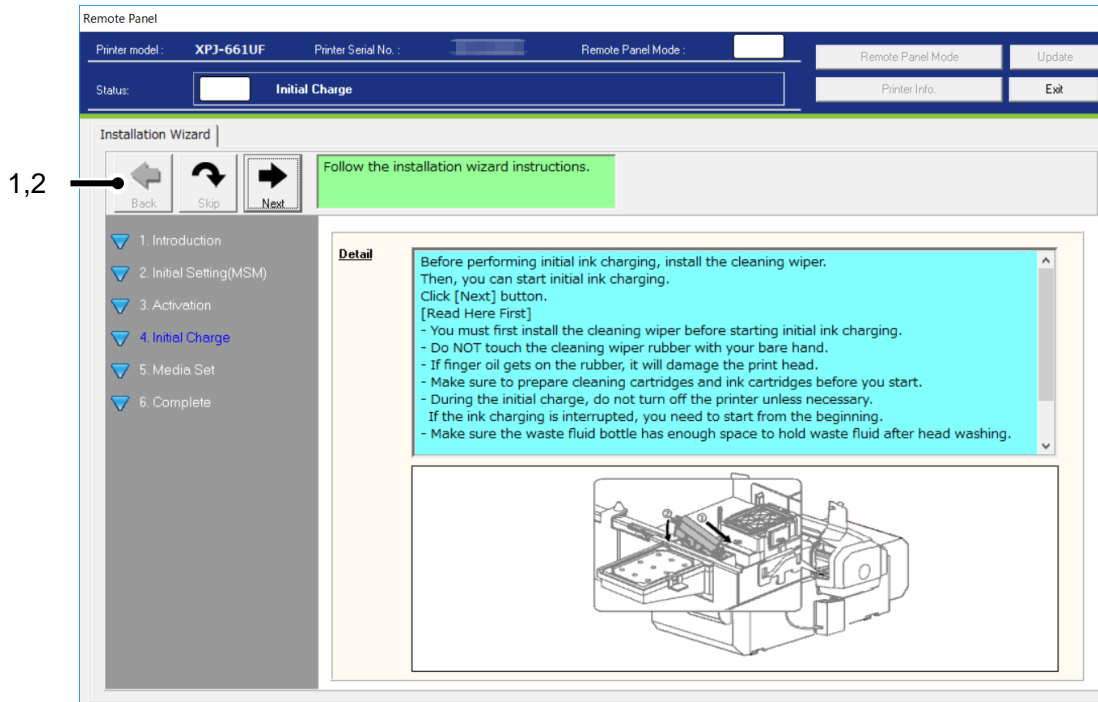 Remote Panel
Printer model : XPJ-661UF Printer Serial No. : Remote Panel Mode : Remote Panel Mode Update
Status: Initial Charge Printer Info. Exit
Installation Wizard
1,2
Back Skip Next
Follow the installation wizard instructions.
1. Introduction
2. Initial Setting(MSM)
3. Activation
4. Initial Charge
5. Media Set
6. Complete
Detail
Before performing initial ink charging, install the cleaning wiper.
Then, you can start initial ink charging.
Click [Next] button.
[Read Here First]
- You must first install the cleaning wiper before starting initial ink charging.
- Do NOT touch the cleaning wiper rubber with your bare hand.
- If finger oil gets on the rubber, it will damage the print head.
- Make sure to prepare cleaning cartridges and ink cartridges before you start.
- During the initial charge, do not turn off the printer unless necessary.
If the ink charging is interrupted, you need to start from the beginning.
- Make sure the waste fluid bottle has enough space to hold waste fluid after head washing.